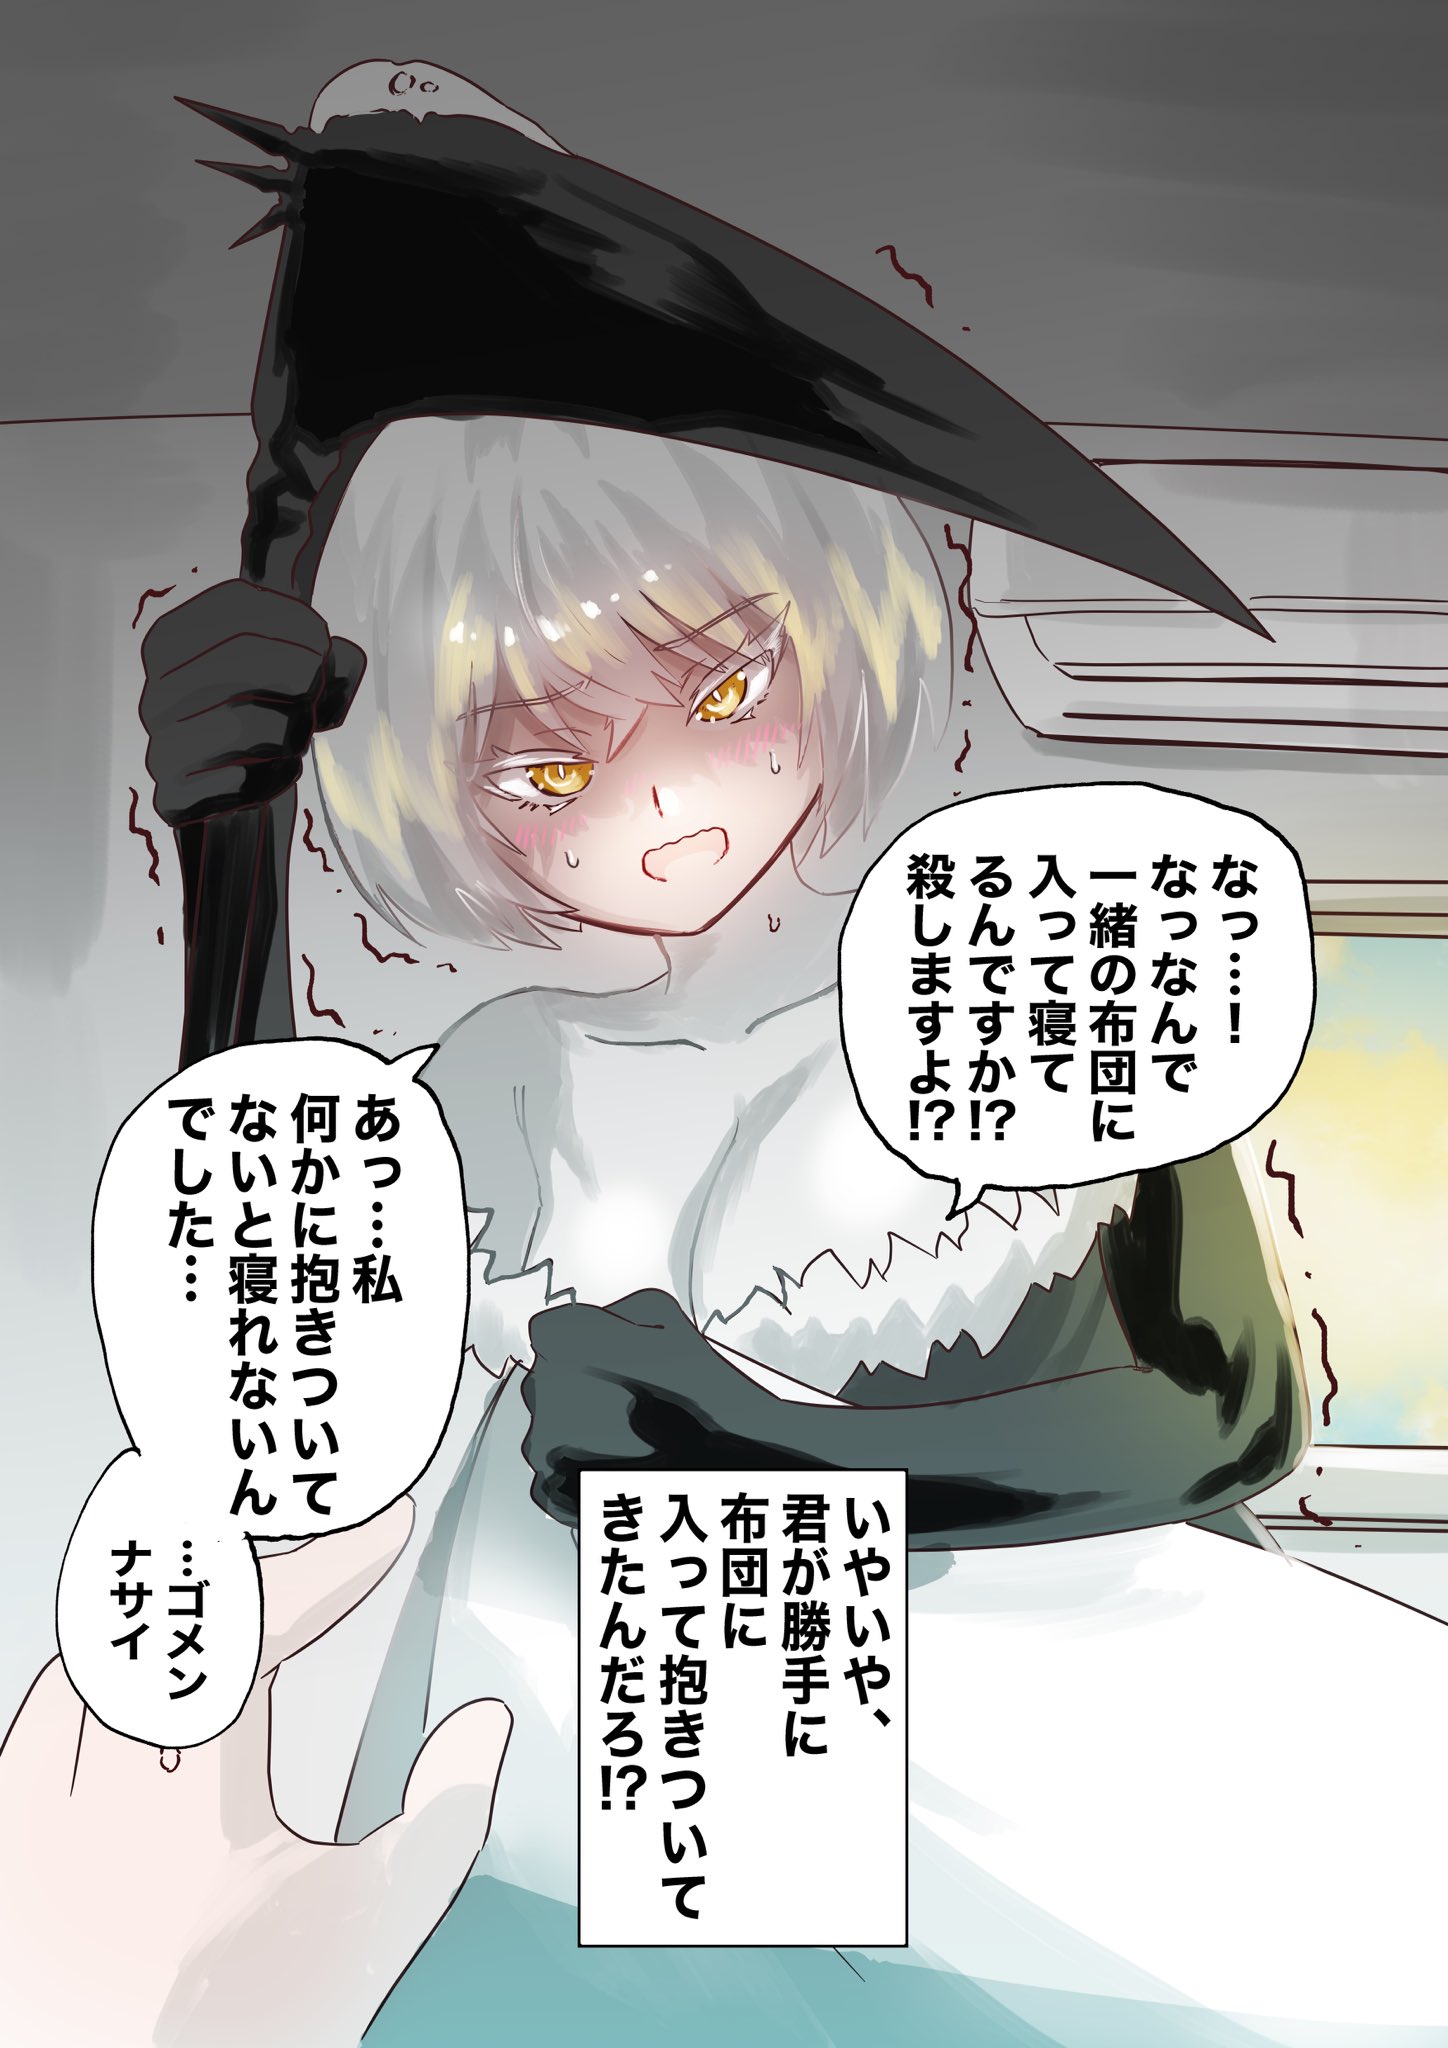 なっ…！
なっなんで
一緒の布団に
入って寝て
るんですか!?
殺しますよ!?
いやいや、
君が勝手に
布団に
入って抱きついて
きたんだろ!?
あっ…私
何かに抱きついて
ないと寝れないん
でした…
…ゴメン
ナサイ